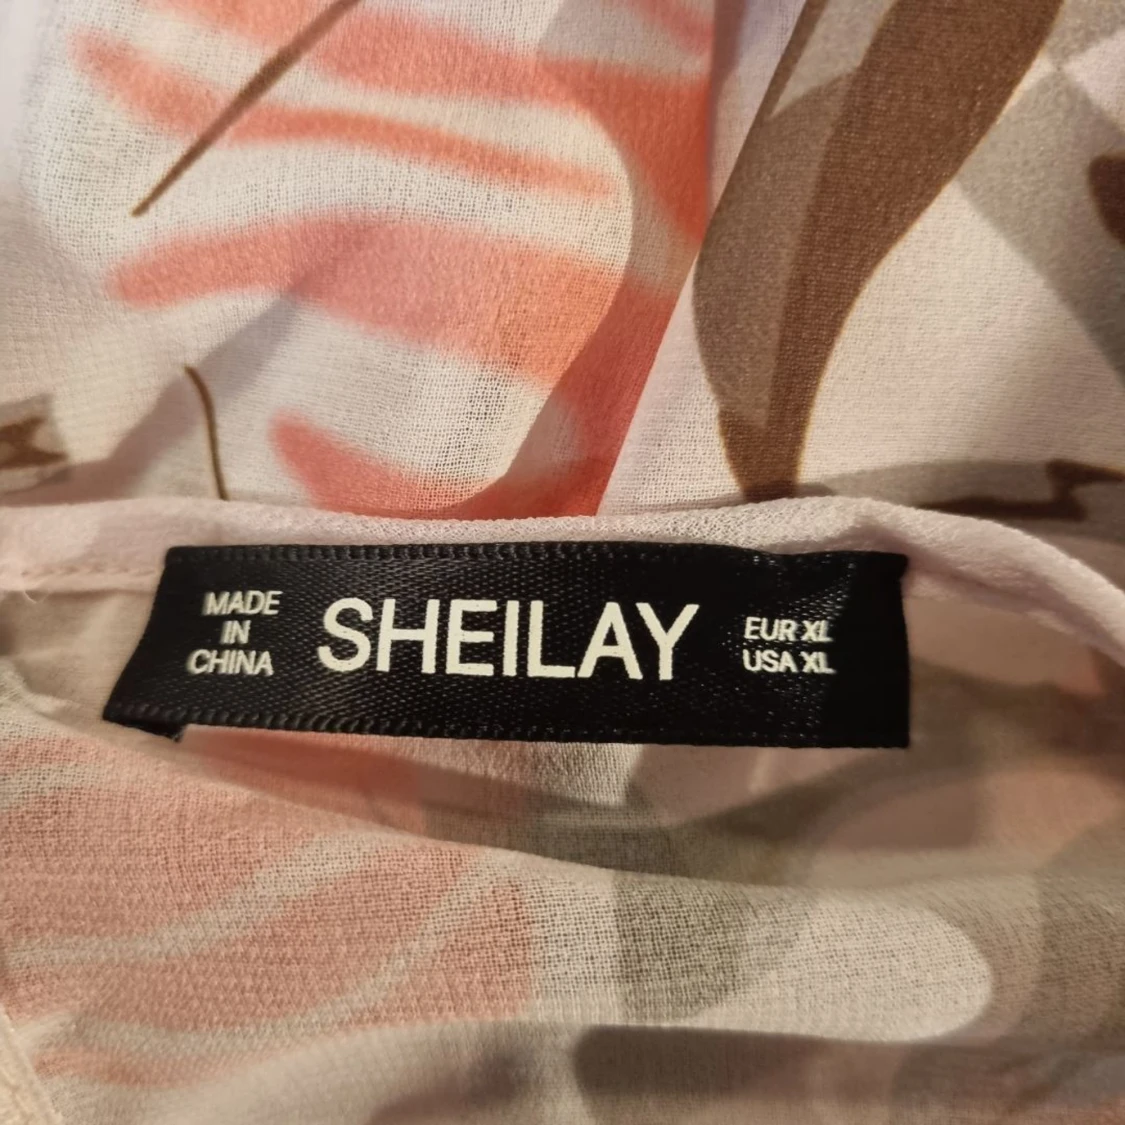 MADE
IN
CHINA
SHEILAY
EUR XL
USA XL